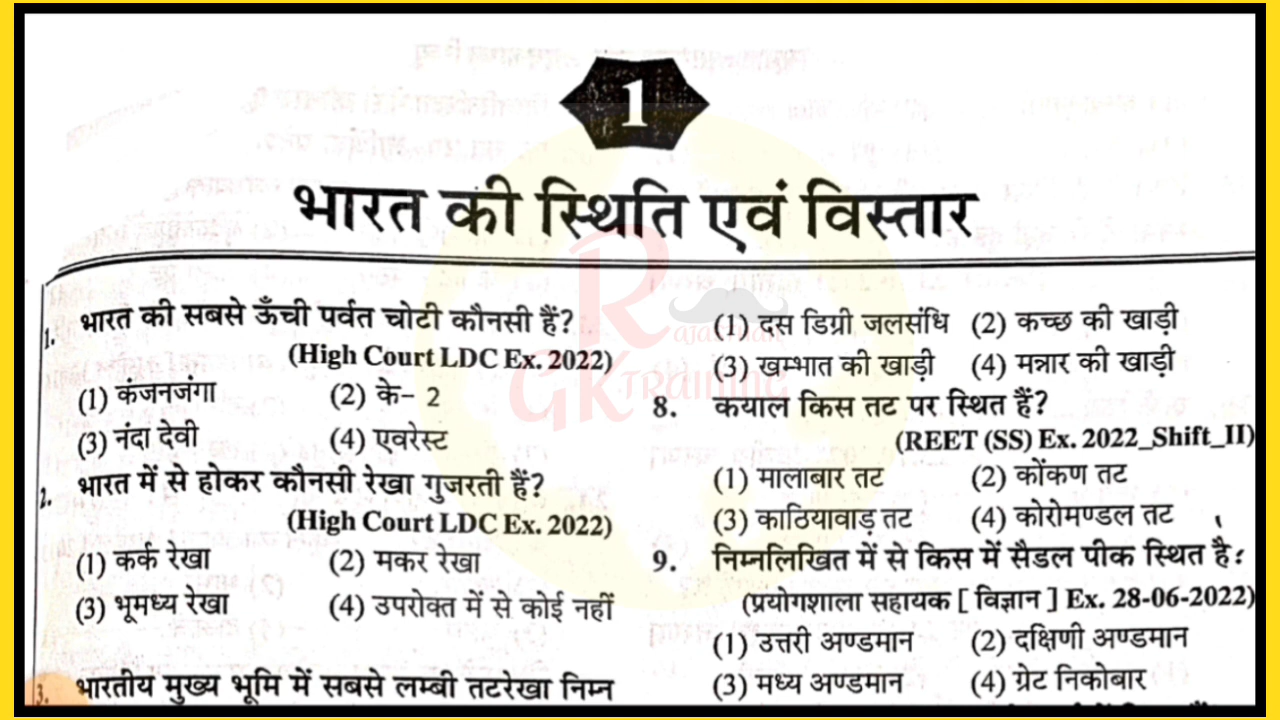 1
भारत की स्थिति एवं विस्तार
1. भारत की सबसे ऊँची पर्वत चोटी कौनसी हैं?
(High Court LDC Ex. 2022)
(1) कंजनजंगा (2) के- 2
(3) नंदा देवी (4) एवरेस्ट
2. भारत में से होकर कौनसी रेखा गुजरती हैं?
(High Court LDC Ex. 2022)
(1) कर्क रेखा (2) मकर रेखा
(3) भूमध्य रेखा (4) उपरोक्त में से कोई नहीं
3. भारतीय मुख्य भूमि में सबसे लम्बी तटरेखा निम्न
(1) दस डिग्री जलसंधि (2) कच्छ की खाड़ी
(3) खम्भात की खाड़ी (4) मन्नार की खाड़ी
8. कयाल किस तट पर स्थित हैं?
(REET (SS) Ex. 2022_Shift_II)
(1) मालाबार तट (2) कोंकण तट
(3) काठियावाड़ तट (4) कोरोमण्डल तट
9. निम्नलिखित में से किस में सैडल पीक स्थित है?
(प्रयोगशाला सहायक [ विज्ञान ] Ex. 28-06-2022)
(1) उत्तरी अण्डमान (2) दक्षिणी अण्डमान
(3) मध्य अण्डमान (4) ग्रेट निकोबार
RAJASTHAN
GK TRAINING